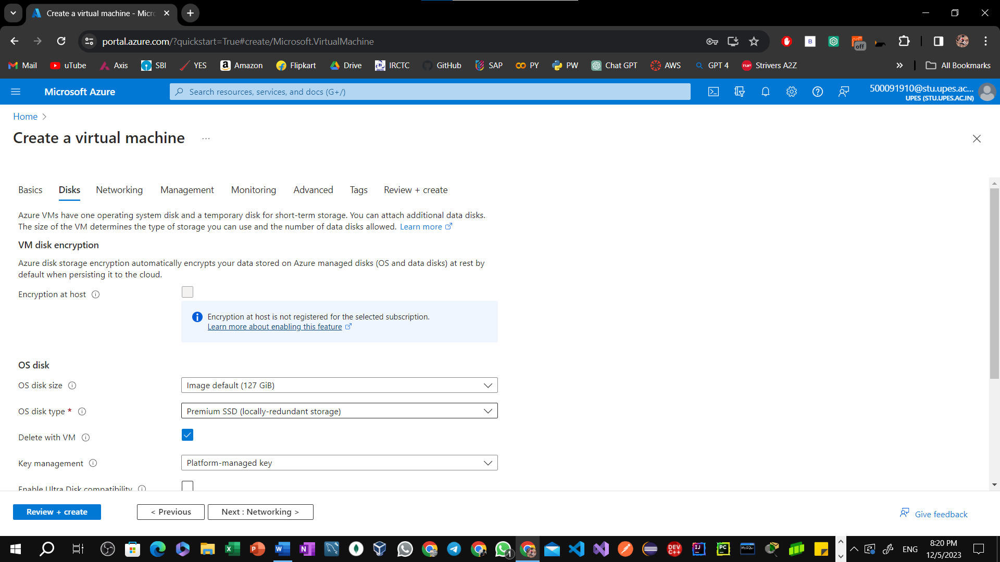 Create a virtual machine - Micro
portal.azure.com/?quickstart=True#create/Microsoft.VirtualMachine
B
off
Mail
uTube
Axis
SBI
YES
Amazon
Flipkart
Drive
IRCTC
GitHub
SAP
PY
PW
Chat GPT
AWS
GPT 4
TUF
Strivers A2Z
All Bookmarks
Microsoft Azure
Search resources, services, and docs (G+/)
500091910@stu.upes.ac...
UPES (STU.UPES.AC.IN)
Home
Create a virtual machine
...
Basics
Disks
Networking
Management
Monitoring
Advanced
Tags
Review + create
Azure VMs have one operating system disk and a temporary disk for short-term storage. You can attach additional data disks.
The size of the VM determines the type of storage you can use and the number of data disks allowed. Learn more
VM disk encryption
Azure disk storage encryption automatically encrypts your data stored on Azure managed disks (OS and data disks) at rest by
default when persisting it to the cloud.
Encryption at host
Encryption at host is not registered for the selected subscription.
Learn more about enabling this feature
OS disk
OS disk size
Image default (127 GiB)
OS disk type *
Premium SSD (locally-redundant storage)
Delete with VM
Key management
Platform-managed key
Enable Ultra Disk compatibility
Review + create
< Previous
Next : Networking >
Give feedback
1
DEV
C++
IJ
PC
MySQL
ENG
8:20 PM
12/5/2023